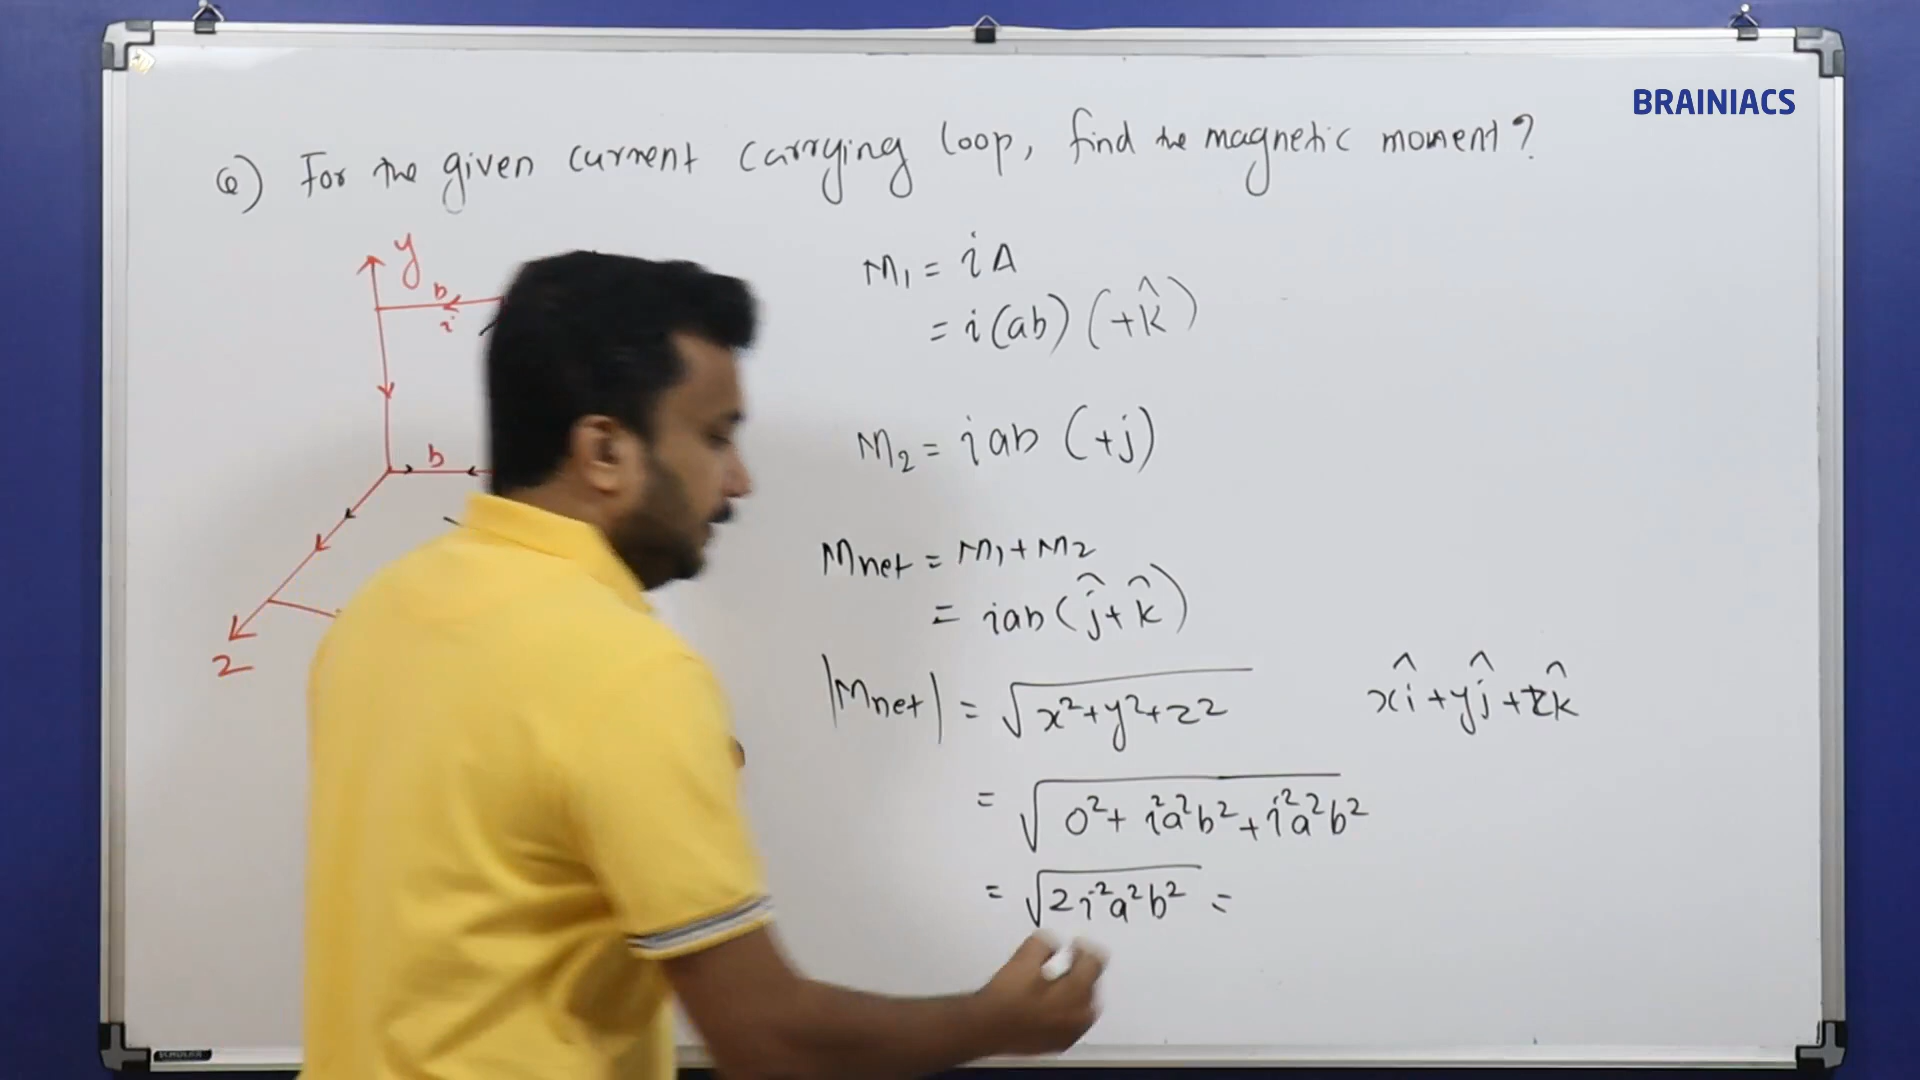 BRAINIACS
Q) For the given current carrying loop, find the magnetic moment?
y
b
i
b
z
M₁ = iA
= i(ab) (+k̂)
M₂ = iab (+j)
Mnet = M₁+M₂
= iab(ĵ+k̂)
|Mnet| = √x²+y²+z²
xî+yĵ+zk̂
= √0²+i²a²b²+i²a²b²
= √2i²a²b² =